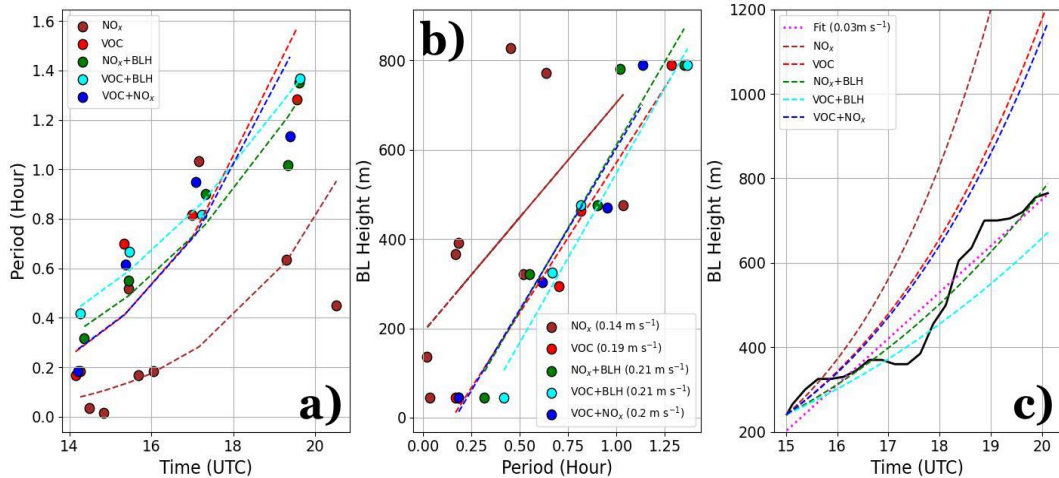 1.6
1.4
1.2
1.0
0.8
0.6
0.4
0.2
0.0
14
16
18
20
Period (Hour)
Time (UTC)
NOₓ
VOC
NOₓ+BLH
VOC+BLH
VOC+NOₓ
a)
800
600
400
200
0
0.00
0.25
0.50
0.75
1.00
1.25
BL Height (m)
Period (Hour)
b)
NOₓ (0.14 m s⁻¹)
VOC (0.19 m s⁻¹)
NOₓ+BLH (0.21 m s⁻¹)
VOC+BLH (0.21 m s⁻¹)
VOC+NOₓ (0.2 m s⁻¹)
1200
1000
800
600
400
200
15
16
17
18
19
20
BL Height (m)
Time (UTC)
Fit (0.03m s⁻¹)
NOₓ
VOC
NOₓ+BLH
VOC+BLH
VOC+NOₓ
c)